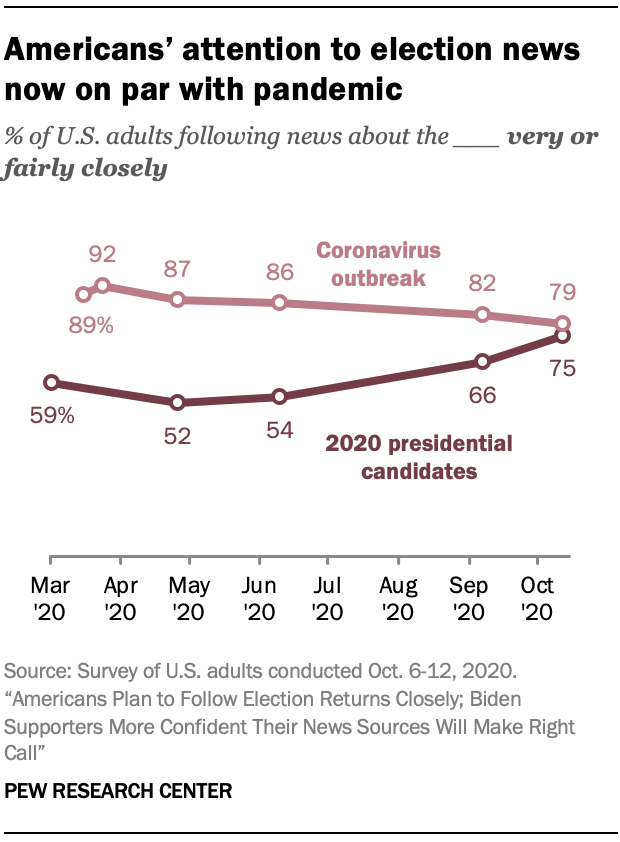 Americans’ attention to election news
now on par with pandemic
% of U.S. adults following news about the ___ very or
fairly closely
Coronavirus
outbreak
92
87
86
82
79
89%
59%
52
54
66
75
2020 presidential
candidates
Mar Apr May Jun Jul Aug Sep Oct
'20 '20 '20 '20 '20 '20 '20 '20
Source: Survey of U.S. adults conducted Oct. 6-12, 2020.
“Americans Plan to Follow Election Returns Closely; Biden
Supporters More Confident Their News Sources Will Make Right
Call”
PEW RESEARCH CENTER